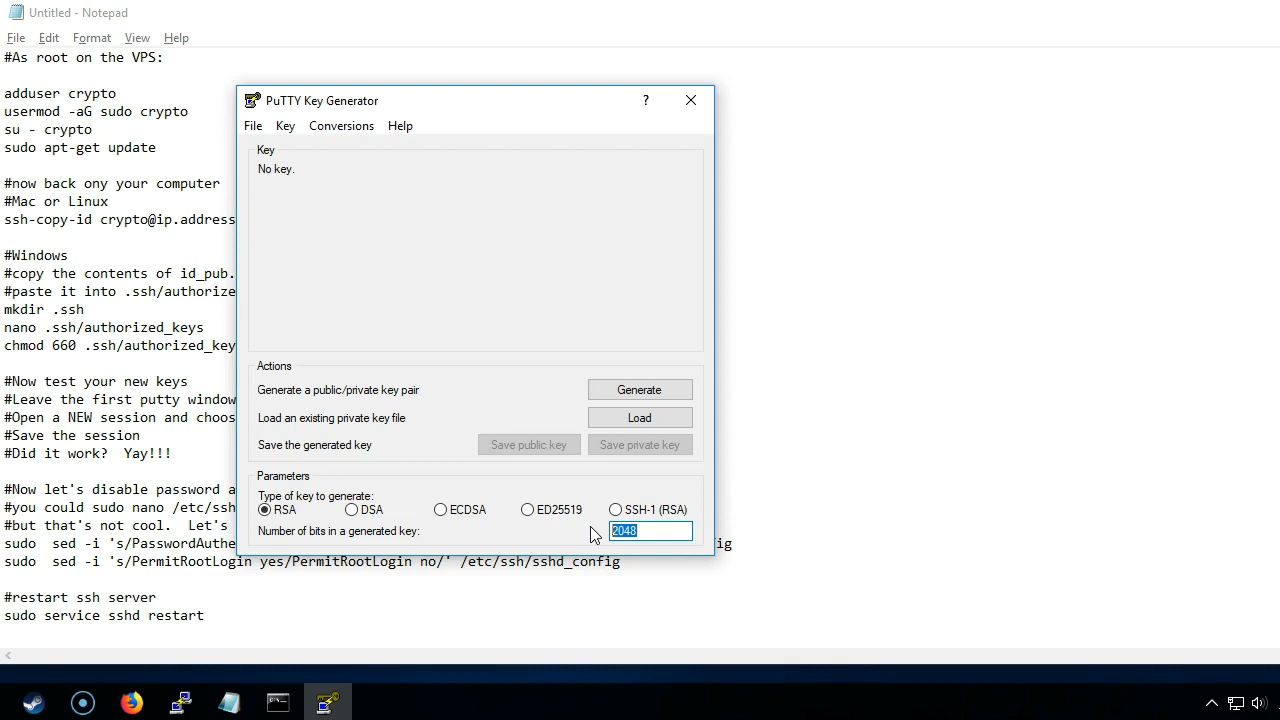 Untitled - Notepad
File Edit Format View Help
#As root on the VPS:
adduser crypto
usermod -aG sudo crypto
su - crypto
sudo apt-get update
#now back ony your computer
#Mac or Linux
ssh-copy-id crypto@ip.address
#Windows
#copy the contents of id_pub.
#paste it into .ssh/authorize
mkdir .ssh
nano .ssh/authorized_keys
chmod 660 .ssh/authorized_key
#Now test your new keys
#Leave the first putty window
#Open a NEW session and choos
#Save the session
#Did it work?  Yay!!!
#Now let's disable password a
#you could sudo nano /etc/ssh
#but that's not cool.  Let's
sudo  sed -i 's/PasswordAuthe
ig
sudo  sed -i 's/PermitRootLogin yes/PermitRootLogin no/' /etc/ssh/sshd_config
#restart ssh server
sudo service sshd restart
PuTTY Key Generator ?
File Key Conversions Help
Key
No key.
Actions
Generate a public/private key pair Generate
Load an existing private key file Load
Save the generated key Save public key Save private key
Parameters
Type of key to generate:
RSA DSA ECDSA ED25519 SSH-1 (RSA)
Number of bits in a generated key: 2048